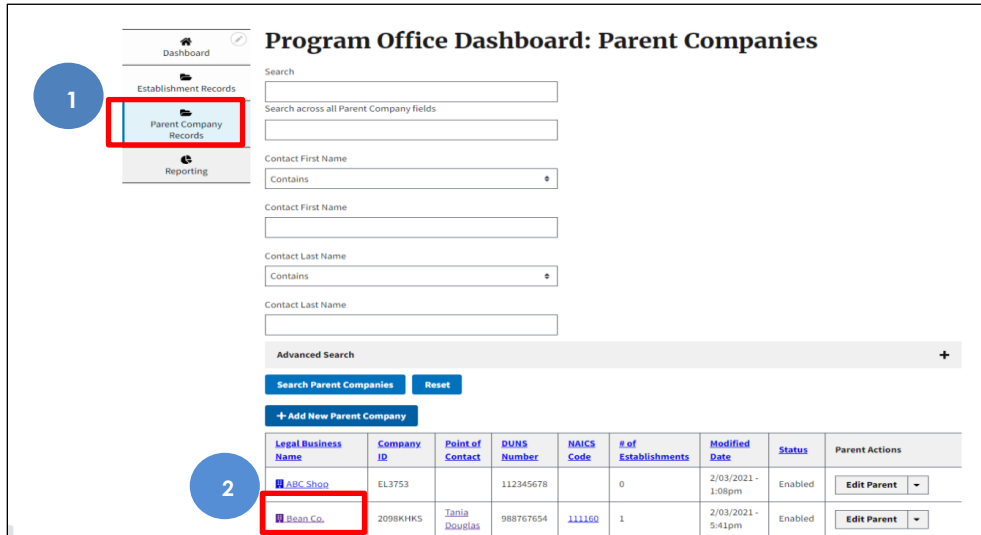 Program Office Dashboard: Parent Companies
Dashboard
Establishment Records
1
Parent Company
Records
Reporting
Search
Search across all Parent Company fields
Contact First Name
Contains
Contact First Name
Contact Last Name
Contains
Contact Last Name
Advanced Search +
Search Parent Companies Reset
+ Add New Parent Company
Legal Business Name Company ID Point of Contact DUNS Number NAICS Code # of Establishments Modified Date Status Parent Actions
2
ABC Shop EL3753 112345678 0 2/03/2021 - 1:08pm Enabled Edit Parent
Bean Co. 2098KHKS Tania Douglas 988767654 111160 1 2/03/2021 - 5:41pm Enabled Edit Parent